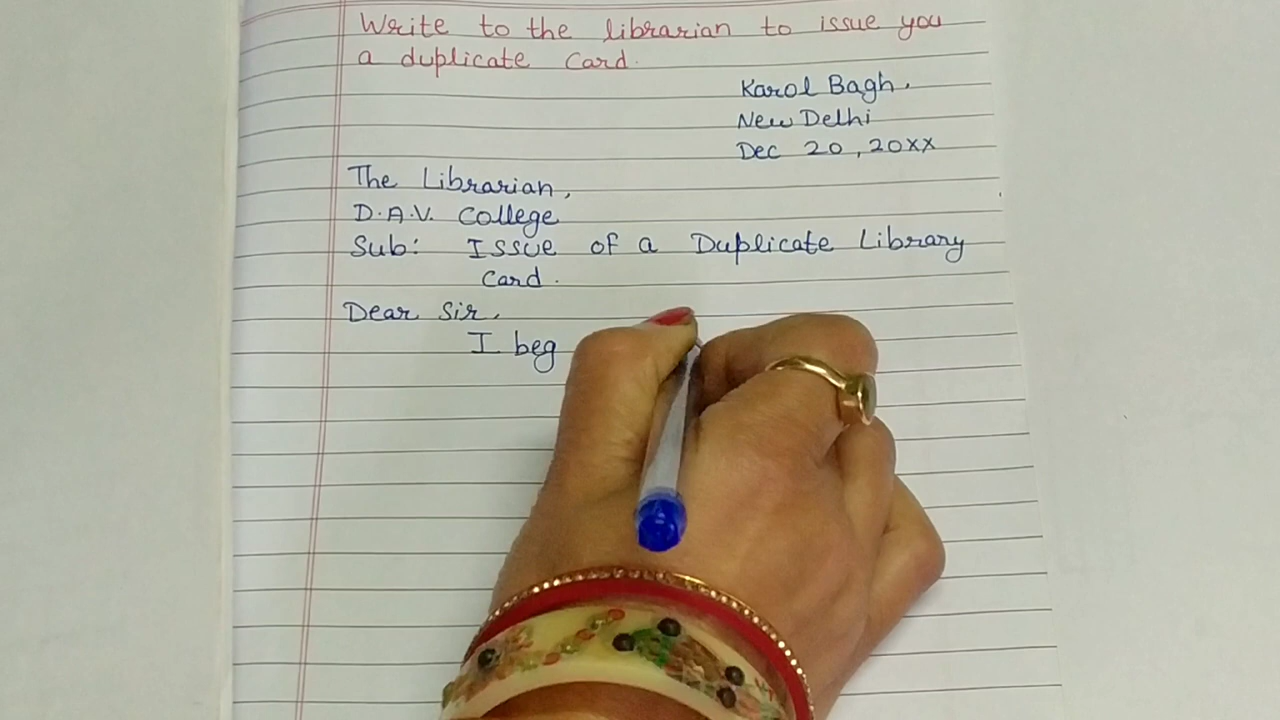 Write to the librarian to issue you
a duplicate card.
Karol Bagh,
New Delhi
Dec 20, 20xx
The Librarian,
D.A.V. College
Sub: Issue of a Duplicate Library
Card.
Dear Sir,
I beg